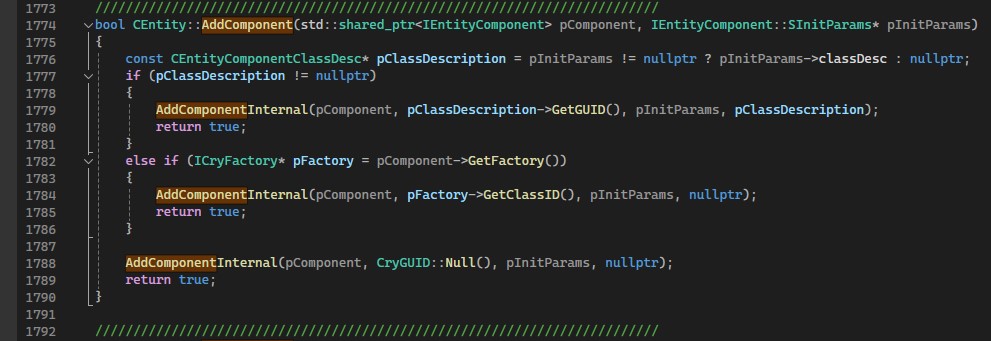 1773 //////////////////////////////////////////////////////////////////////////
1774 bool CEntity::AddComponent(std::shared_ptr<IEntityComponent> pComponent, IEntityComponent::SInitParams* pInitParams)
1775 {
1776 const CEntityComponentClassDesc* pClassDescription = pInitParams != nullptr ? pInitParams->classDesc : nullptr;
1777 if (pClassDescription != nullptr)
1778 {
1779 AddComponentInternal(pComponent, pClassDescription->GetGUID(), pInitParams, pClassDescription);
1780 return true;
1781 }
1782 else if (ICryFactory* pFactory = pComponent->GetFactory())
1783 {
1784 AddComponentInternal(pComponent, pFactory->GetClassID(), pInitParams, nullptr);
1785 return true;
1786 }
1787
1788 AddComponentInternal(pComponent, CryGUID::Null(), pInitParams, nullptr);
1789 return true;
1790 }
1791
1792 //////////////////////////////////////////////////////////////////////////